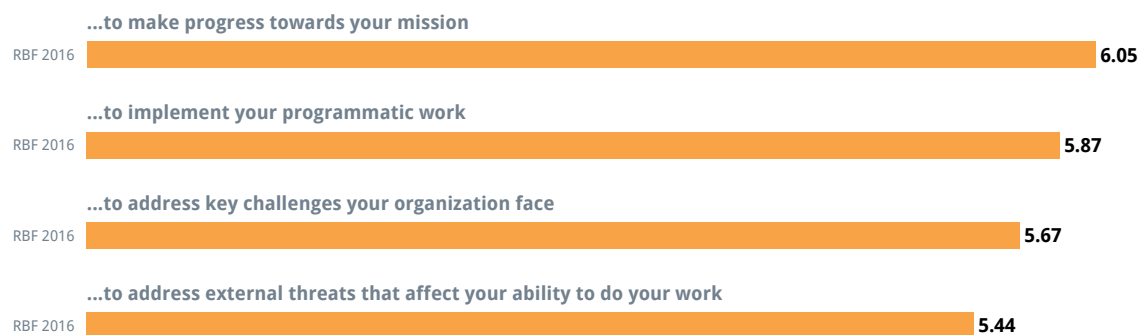 ...to make progress towards your mission
RBF 2016 6.05
...to implement your programmatic work
RBF 2016 5.87
...to address key challenges your organization face
RBF 2016 5.67
...to address external threats that affect your ability to do your work
RBF 2016 5.44